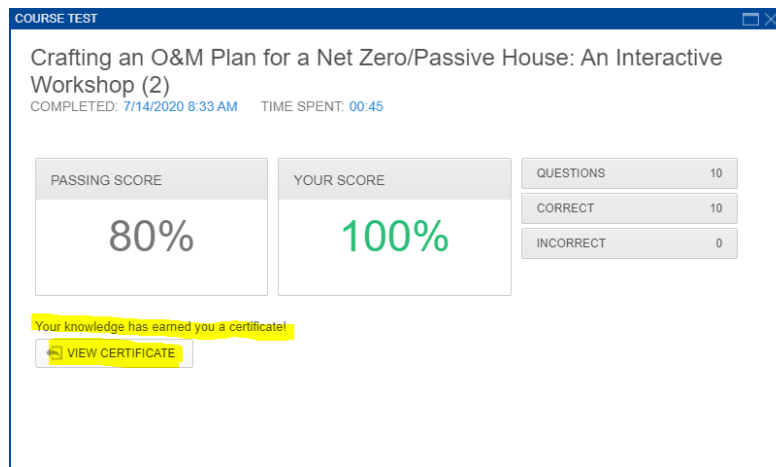 COURSE TEST
Crafting an O&M Plan for a Net Zero/Passive House: An Interactive
Workshop (2)
COMPLETED: 7/14/2020 8:33 AM TIME SPENT: 00:45
PASSING SCORE
80%
YOUR SCORE
100%
QUESTIONS 10
CORRECT 10
INCORRECT 0
Your knowledge has earned you a certificate!
VIEW CERTIFICATE